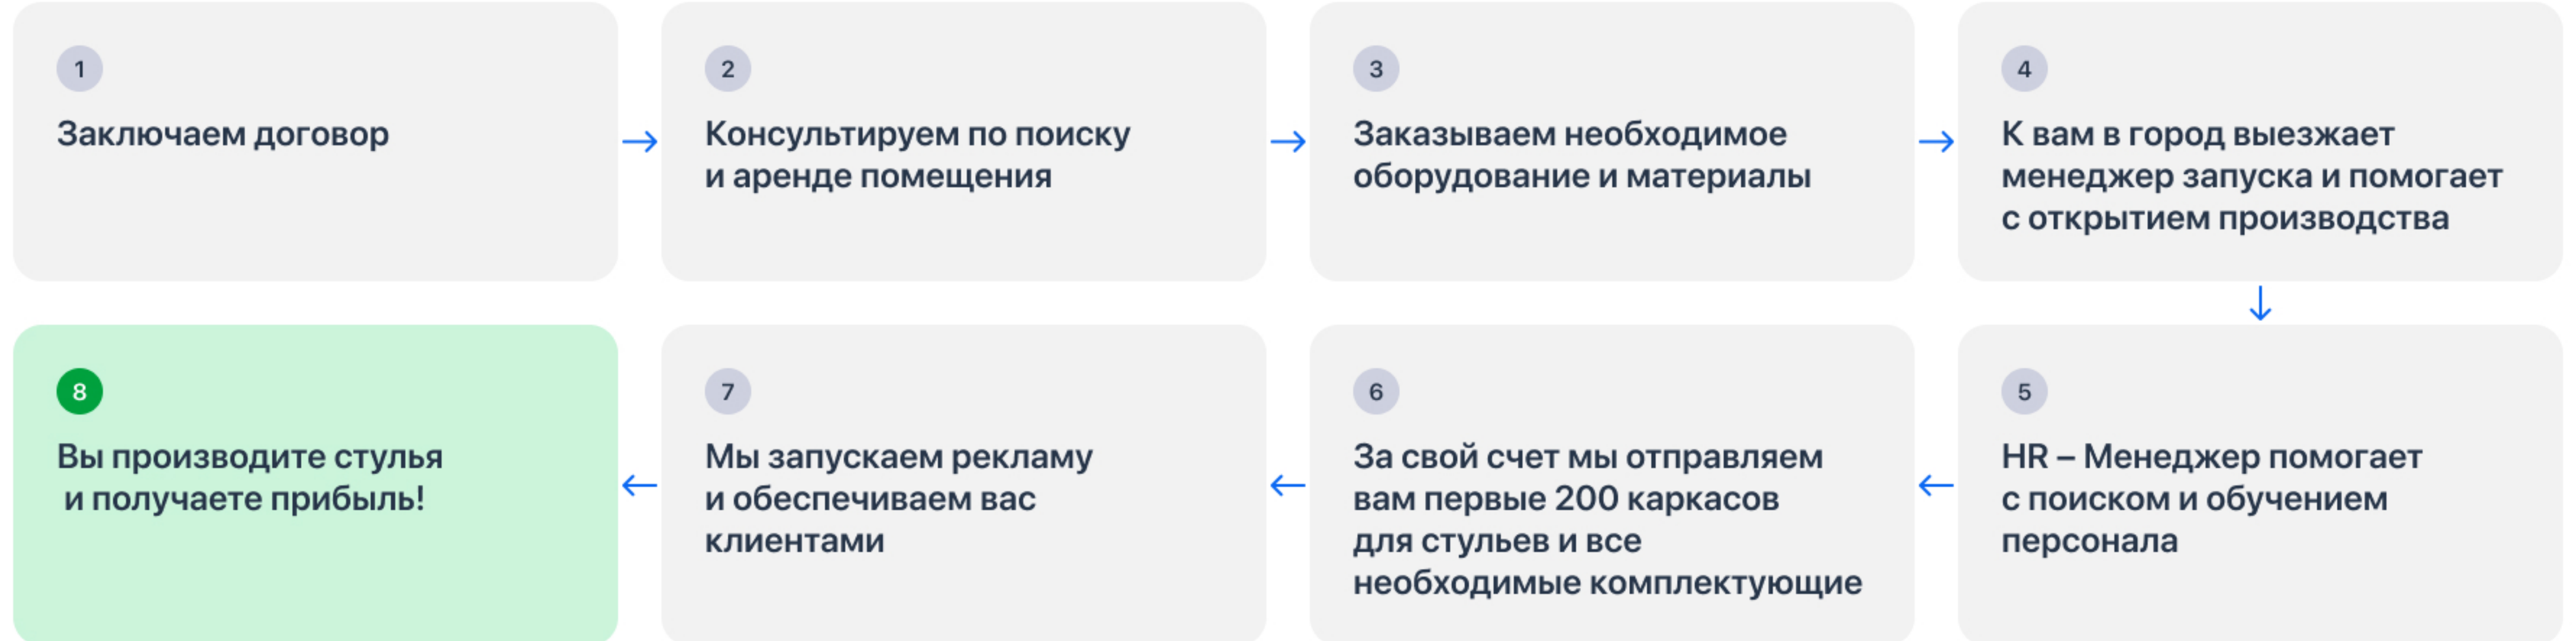 1
Заключаем договор
2
Консультируем по поиску
и аренде помещения
3
Заказываем необходимое
оборудование и материалы
4
К вам в город выезжает
менеджер запуска и помогает
с открытием производства
5
HR – Менеджер помогает
с поиском и обучением
персонала
6
За свой счет мы отправляем
вам первые 200 каркасов
для стульев и все
необходимые комплектующие
7
Мы запускаем рекламу
и обеспечиваем вас
клиентами
8
Вы производите стулья
и получаете прибыль!